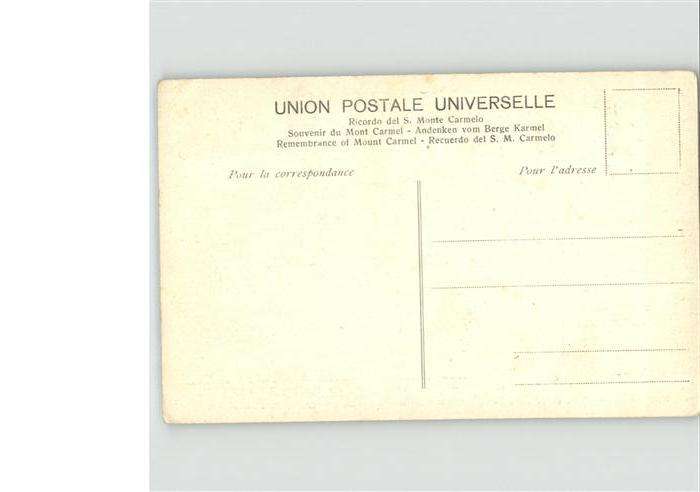 UNION POSTALE UNIVERSELLE
Ricordo del S. Monte Carmelo
Souvenir du Mont Carmel - Andenken vom Berge Karmel
Remembrance of Mount Carmel - Recuerdo del S. M. Carmelo
Pour la correspondance
Pour l'adresse